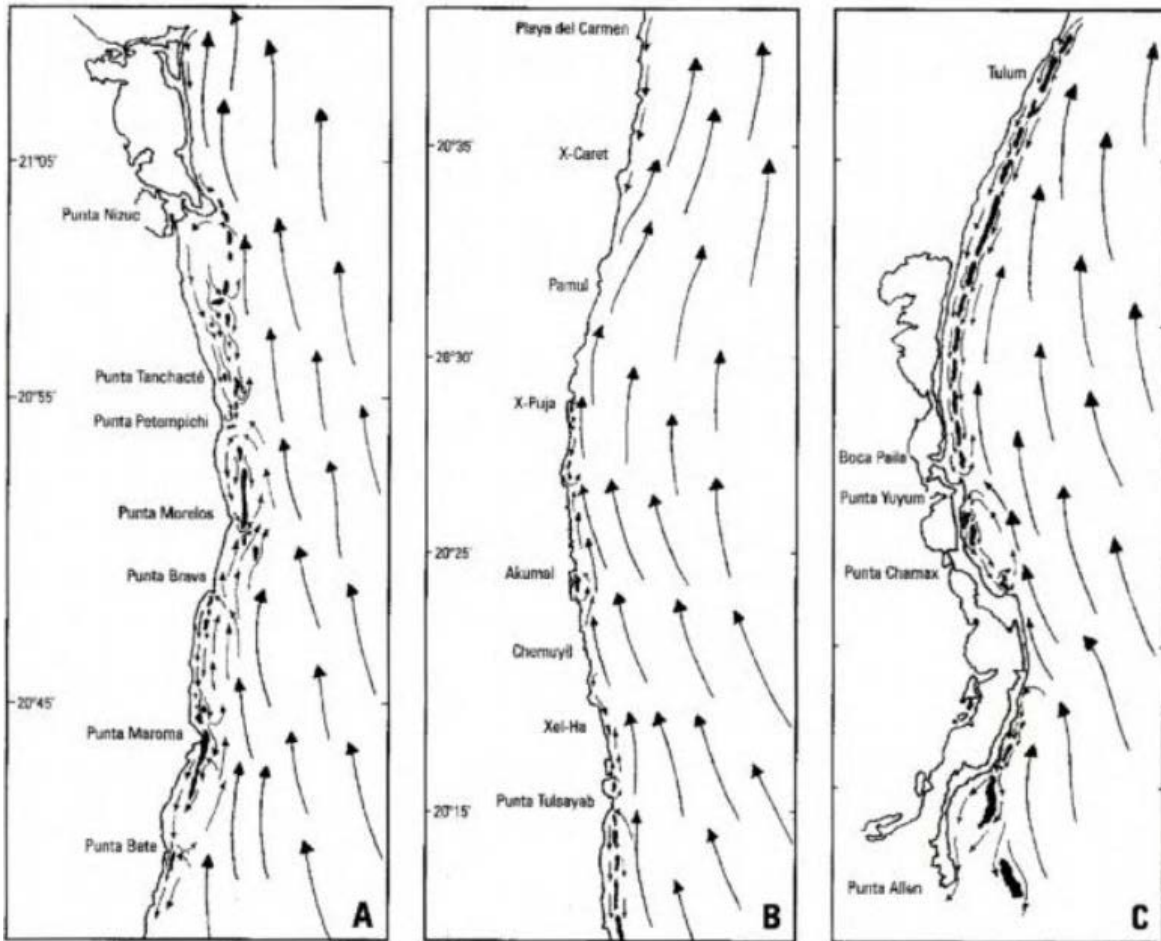 21°05´
Punta Nizuc
Punta Tanchacté
20°55´
Punta Petempichi
Punta Morelos
Punta Brava
20°45´
Punta Maroma
Punta Bete
A
Playa del Carmen
20°35´
X-Caret
Pamul
20°30´
X-Puja
20°25´
Akumal
Chemuyil
Xel-Ha
Punta Tulsayab
20°15´
B
Tulum
Boca Paila
Punta Yuyum
Punta Chamax
Punta Allen
C